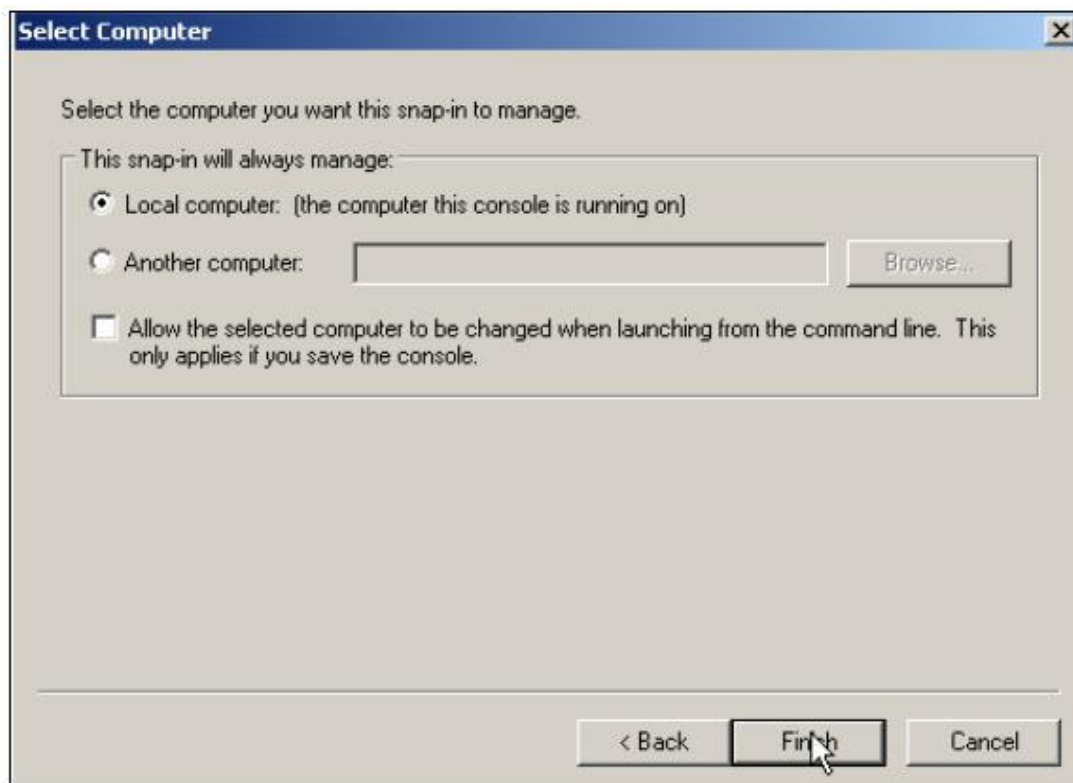 Select Computer
Select the computer you want this snap-in to manage.
This snap-in will always manage:
Local computer: (the computer this console is running on)
Another computer:
Browse...
Allow the selected computer to be changed when launching from the command line. This
only applies if you save the console.
< Back
Finish
Cancel